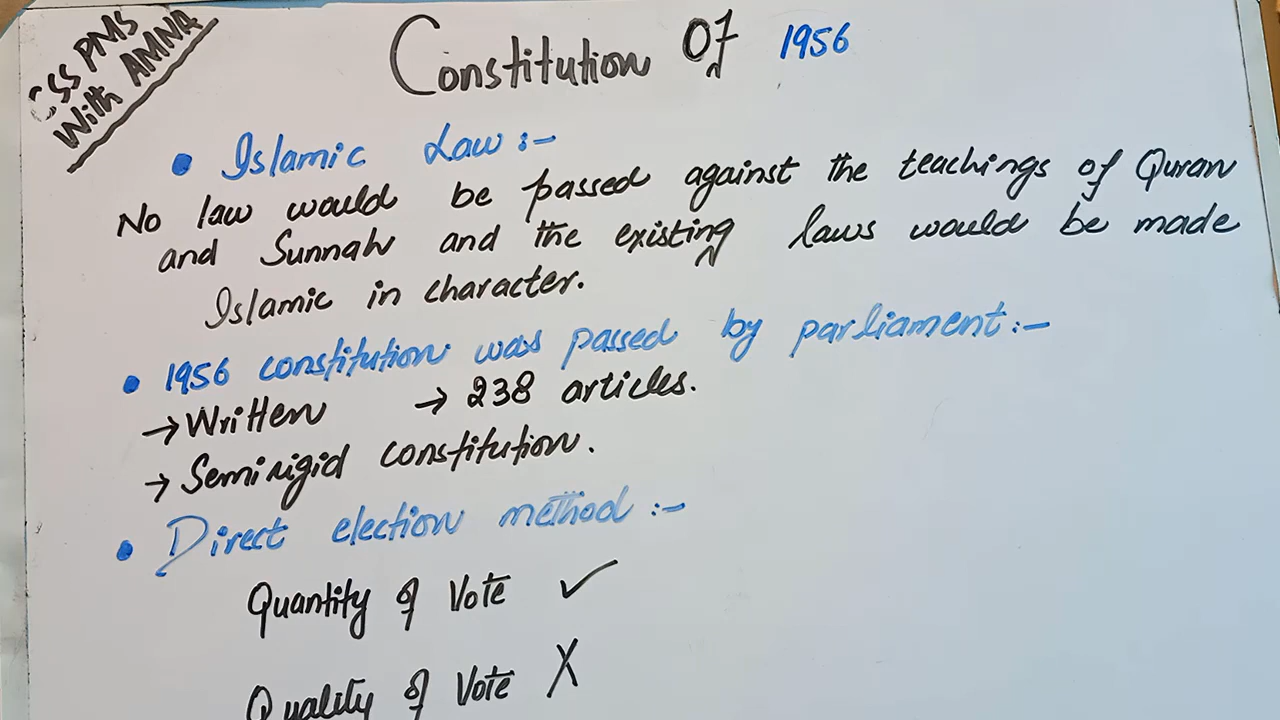 CSS PMS
With AMNA
Constitution Of 1956
• Islamic Law :-
No law would be passed against the teachings of Quran
and Sunnah and the existing laws would be made
Islamic in character.
• 1956 constitution was passed by parliament :-
→ Written → 238 articles.
→ Semirigid constitution.
• Direct election method :-
Quantity of Vote ✓
Quality of Vote X